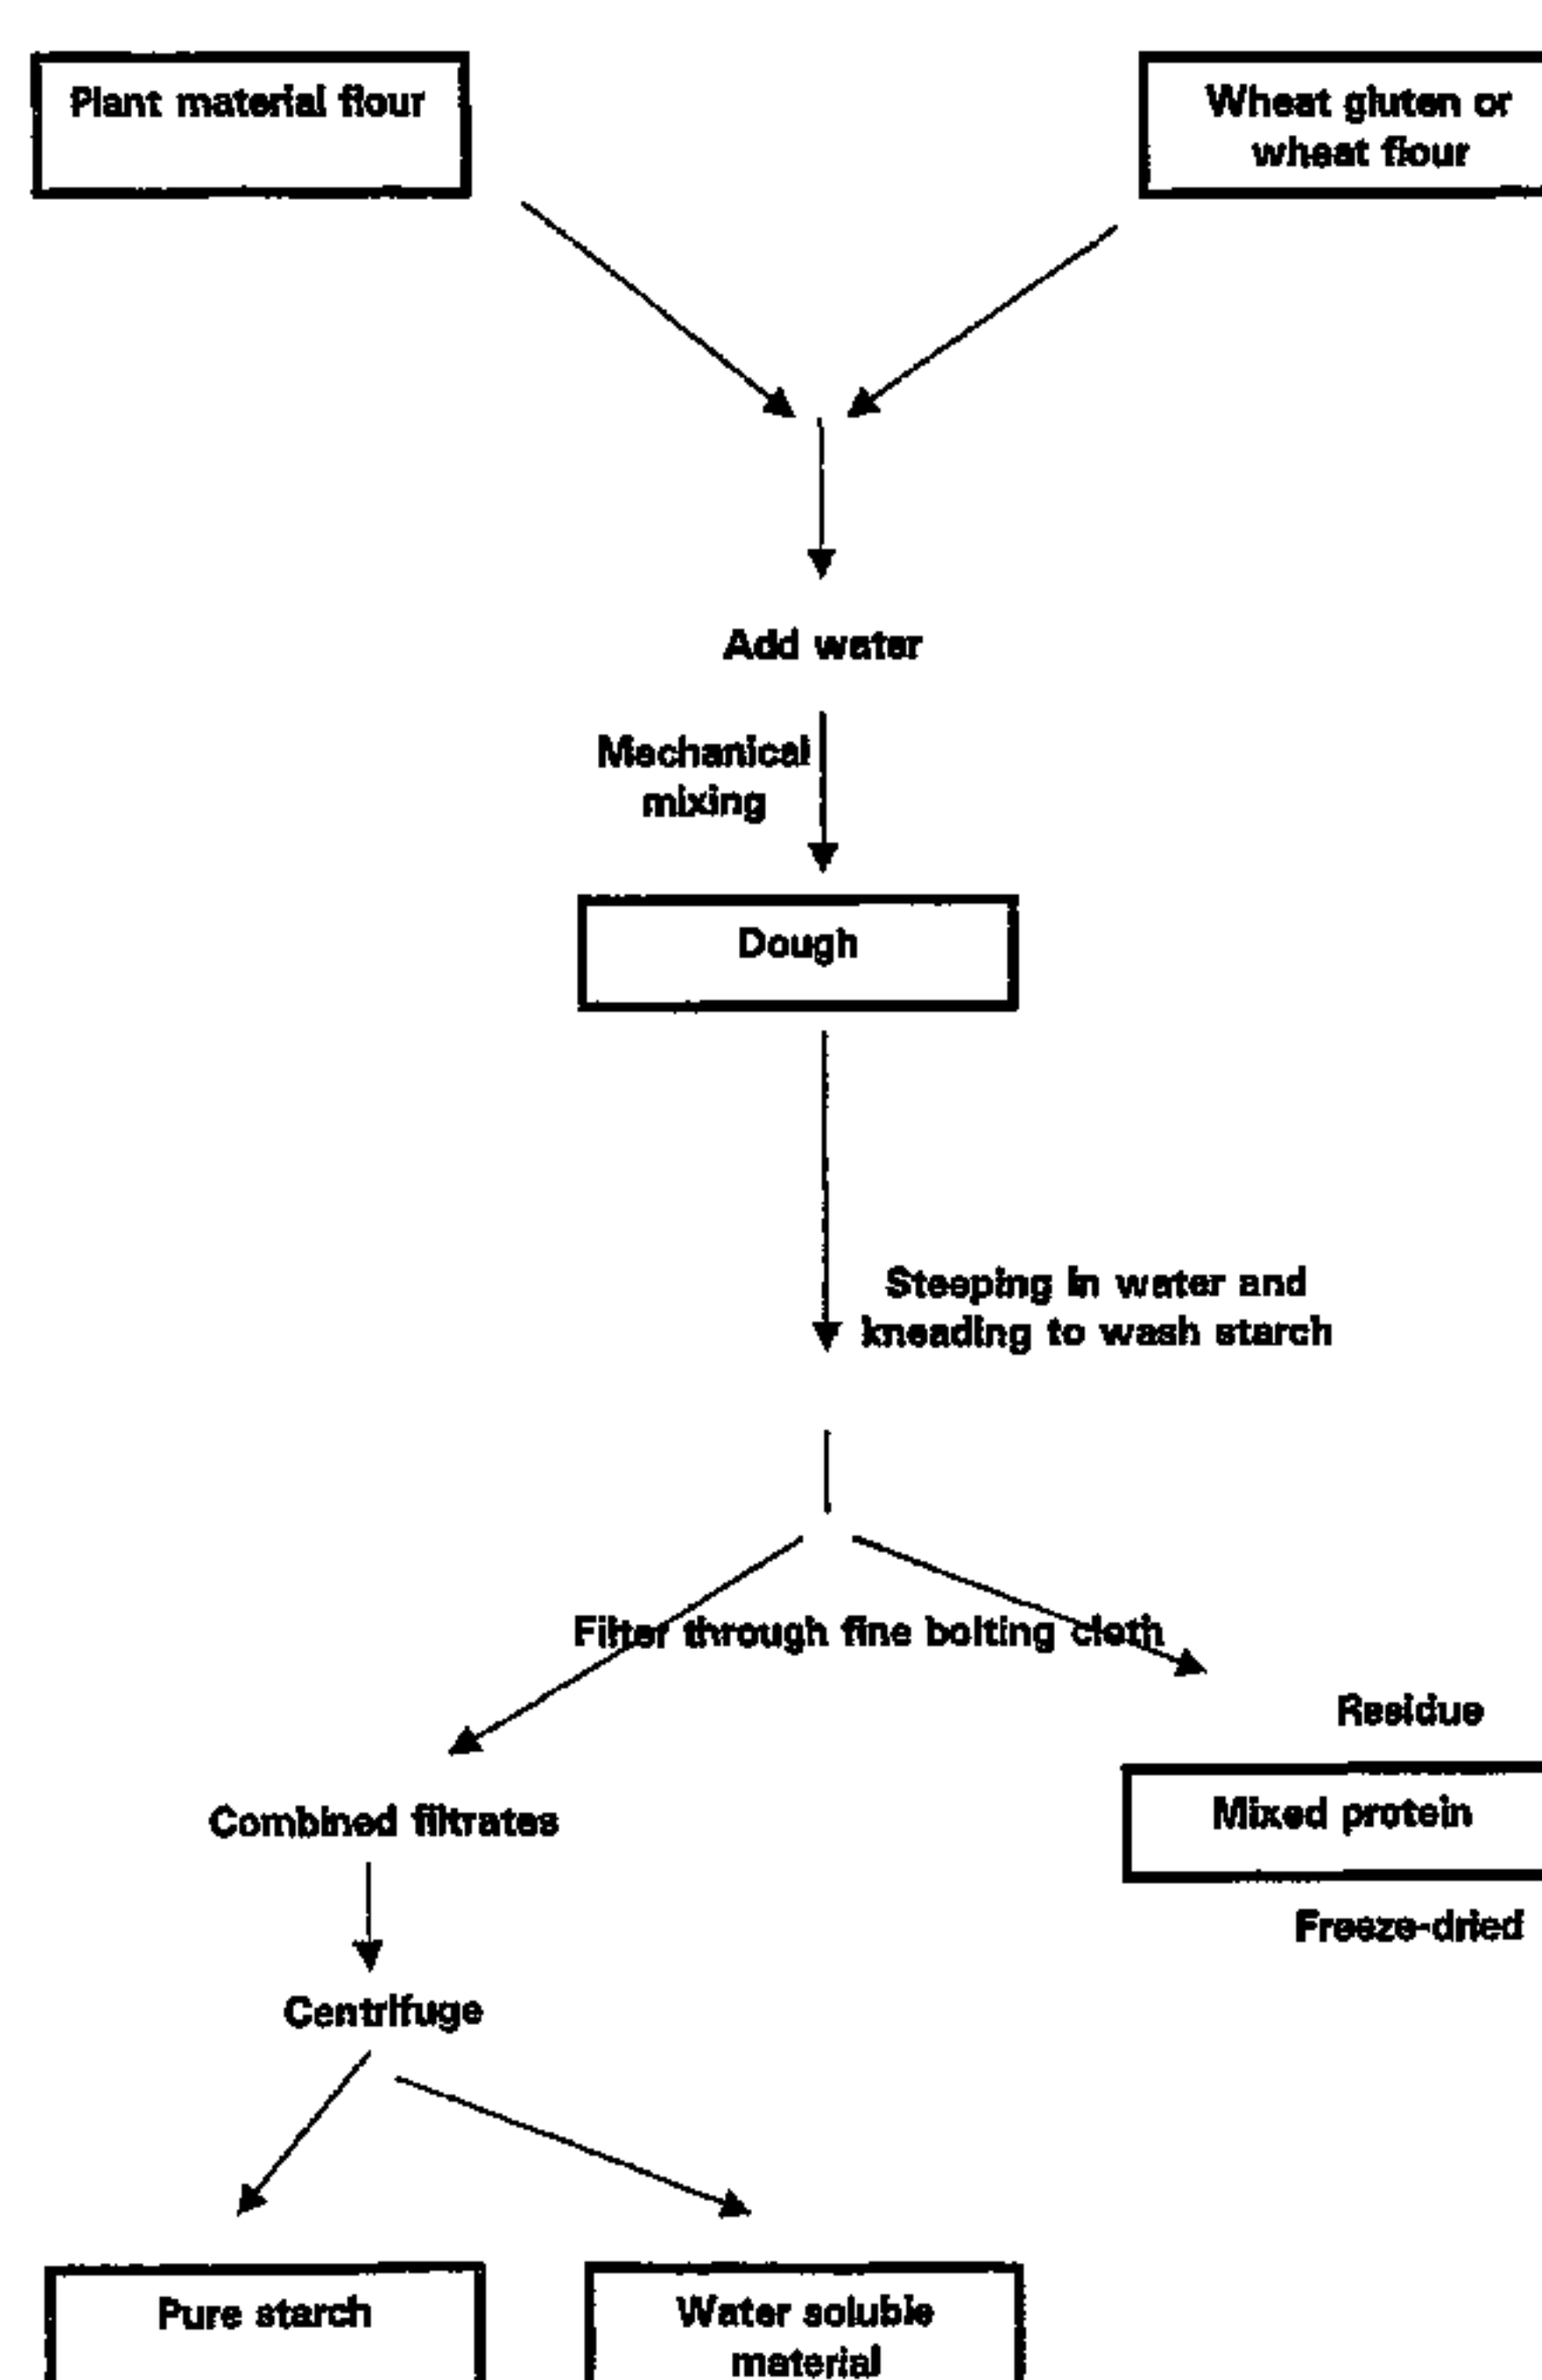 Plant material flour
Wheat gluten or
wheat flour
Add water
Mechanical
mixing
Dough
Steeping in water and
kneading to wash starch
Filter through fine bolting cloth
Residue
Mixed protein
Combined filtrates
Freeze-dried
Centrifuge
Pure starch
Water soluble
material